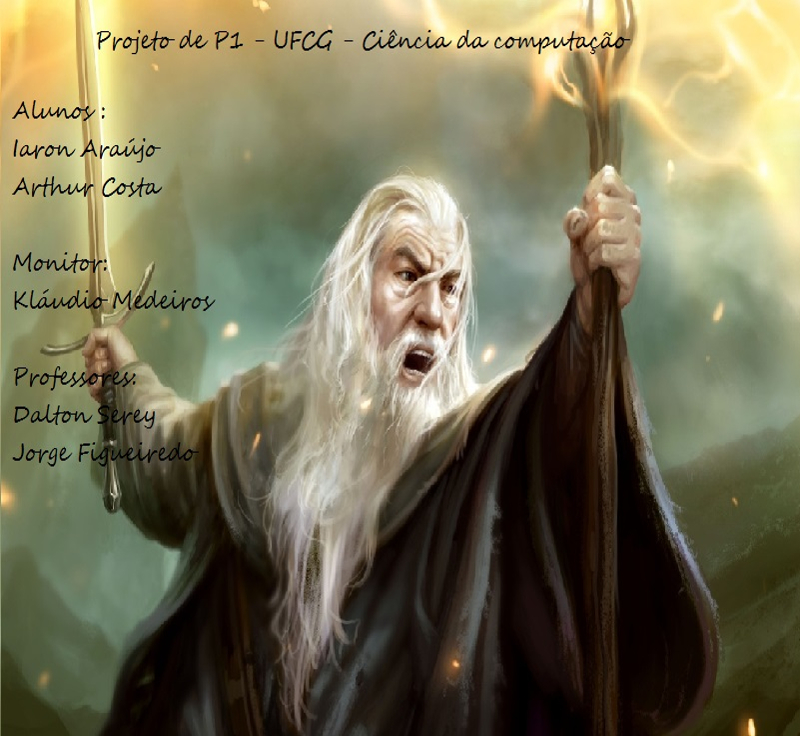 Projeto de P1 - UFCG - Ciência da computação
Alunos :
Iaron Araújo
Arthur Costa
Monitor:
Kláudio Medeiros
Professores:
Dalton Serey
Jorge Figueiredo